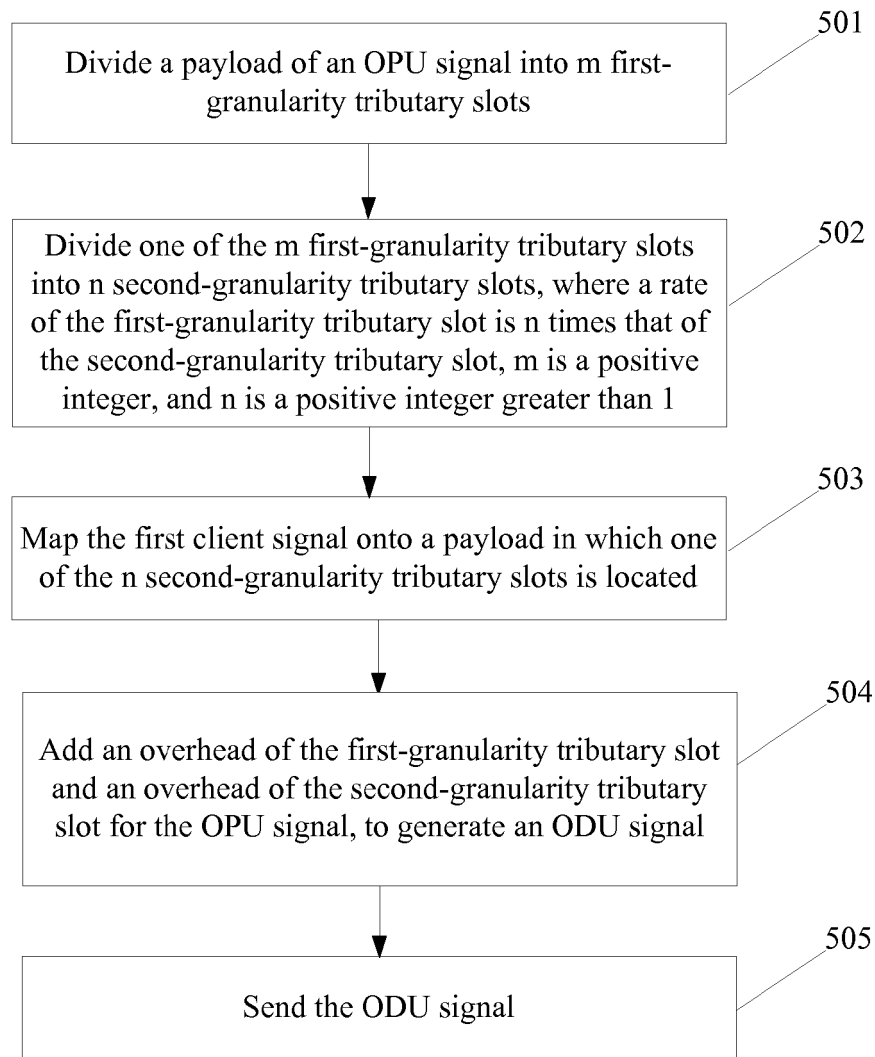 501
Divide a payload of an OPU signal into m first-
granularity tributary slots
502
Divide one of the m first-granularity tributary slots
into n second-granularity tributary slots, where a rate
of the first-granularity tributary slot is n times that of
the second-granularity tributary slot, m is a positive
integer, and n is a positive integer greater than 1
503
Map the first client signal onto a payload in which one
of the n second-granularity tributary slots is located
504
Add an overhead of the first-granularity tributary slot
and an overhead of the second-granularity tributary
slot for the OPU signal, to generate an ODU signal
505
Send the ODU signal